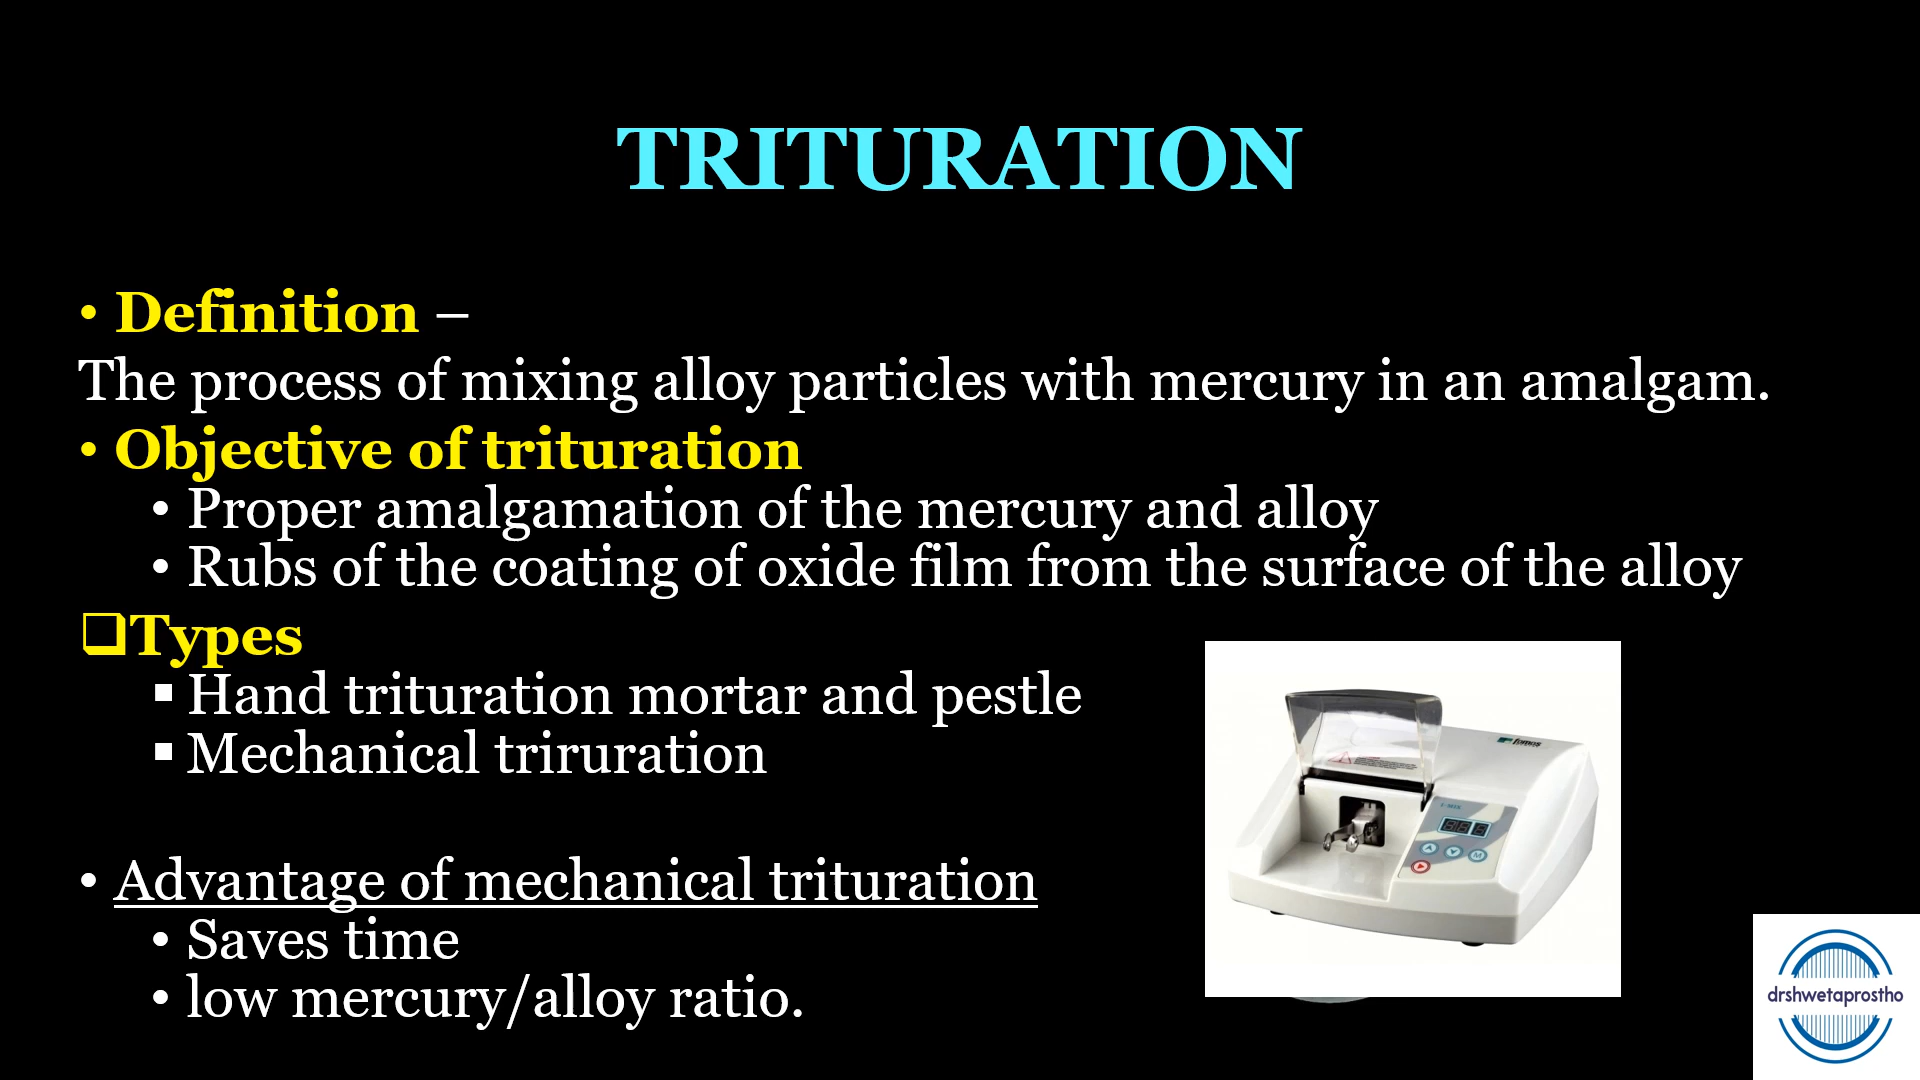 TRITURATION
• Definition –
The process of mixing alloy particles with mercury in an amalgam.
• Objective of trituration
• Proper amalgamation of the mercury and alloy
• Rubs of the coating of oxide film from the surface of the alloy
❑Types
▪ Hand trituration mortar and pestle
▪ Mechanical triruration
• Advantage of mechanical trituration
• Saves time
• low mercury/alloy ratio.
drshwetaprostho